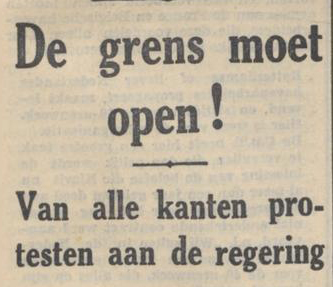 De grens moet
open!
Van alle kanten pro-
testen aan de regering